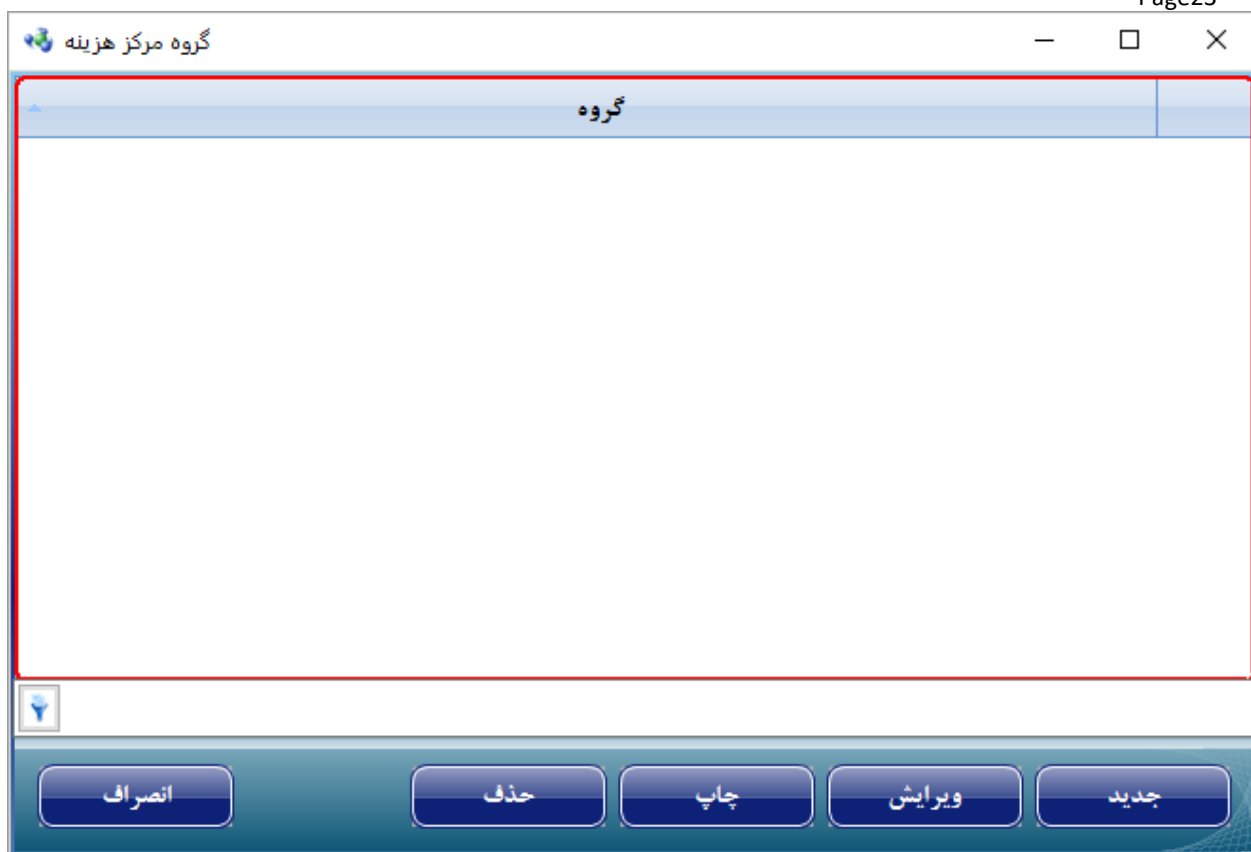 Page23
گروه مرکز هزینه
گروه
جدید ویرایش چاپ حذف انصراف